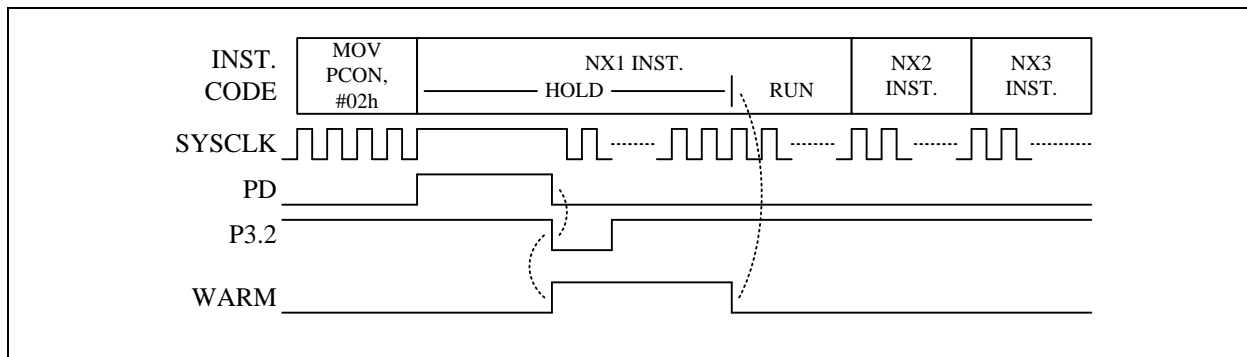 INST.
CODE
MOV
PCON,
#02h
NX1 INST.
HOLD
RUN
NX2
INST.
NX3
INST.
SYSCLK
PD
P3.2
WARM